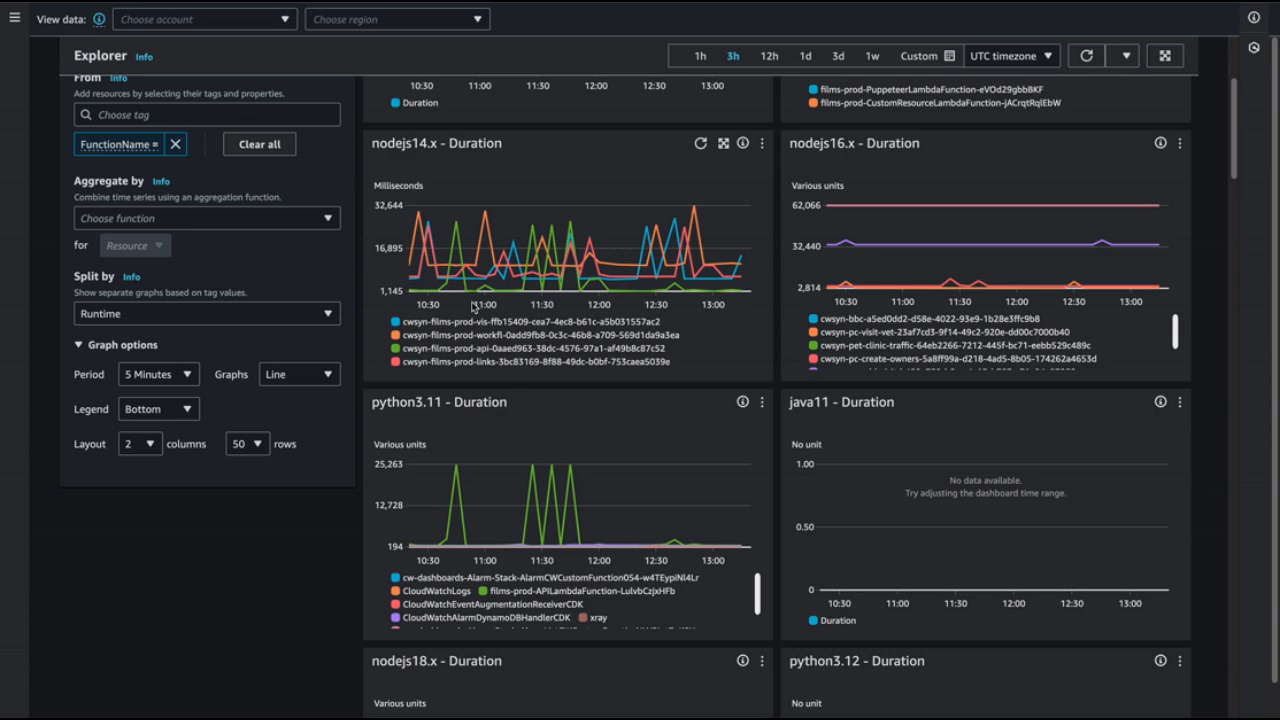 View data: Choose account Choose region
Explorer Info
1h 3h 12h 1d 3d 1w Custom UTC timezone
From Info
Add resources by selecting their tags and properties.
Choose tag
FunctionName =
Clear all
Aggregate by Info
Combine time series using an aggregation function.
Choose function
for Resource
Split by Info
Show separate graphs based on tag values.
Runtime
Graph options
Period 5 Minutes Graphs Line
Legend Bottom
Layout 2 columns 50 rows
10:30 11:00 11:30 12:00 12:30 13:00
Duration
films-prod-PuppeteerLambdaFunction-eVOd29gbbBKF
films-prod-CustomResourceLambdaFunction-jACrqtRqlEbW
nodejs14.x - Duration
Milliseconds
32,644
16,895
1,145
10:30 11:00 11:30 12:00 12:30 13:00
cwsyn-films-prod-vis-ffb15409-cea7-4ec8-b61c-a5b031557ac2
cwsyn-films-prod-workfl-0add9fb8-0c3c-46b8-a709-569d1da9a3ea
cwsyn-films-prod-api-0aaed963-38dc-4576-97a1-af49b8c87c52
cwsyn-films-prod-links-3bc83169-8f88-49dc-b0bf-753caea5039e
nodejs16.x - Duration
Various units
62,066
32,440
2,814
10:30 11:00 11:30 12:00 12:30 13:00
cwsyn-bbc-a5ed0dd2-d58e-4022-93e9-1b28e3ffc9b8
cwsyn-pc-visit-vet-23af7cd3-9f14-49c2-920e-dd00c7000b40
cwsyn-pet-clinic-traffic-64eb2266-7212-445f-bc71-eebb529c489c
cwsyn-pc-create-owners-5a8ff99a-d218-4ad5-8b05-174262a4653d
python3.11 - Duration
Various units
25,263
12,728
194
10:30 11:00 11:30 12:00 12:30 13:00
cw-dashboards-Alarm-Stack-AlarmCWCustomFunction054-w4TEypiNl4Lr
CloudWatchLogs films-prod-APILambdaFunction-LulvbCzjxHFb
CloudWatchEventAugmentationReceiverCDK
CloudWatchAlarmDynamoDBHandlerCDK xray
java11 - Duration
No unit
1.00
No data available.
Try adjusting the dashboard time range.
0.50
0
10:30 11:00 11:30 12:00 12:30 13:00
Duration
nodejs18.x - Duration
Various units
python3.12 - Duration
No unit